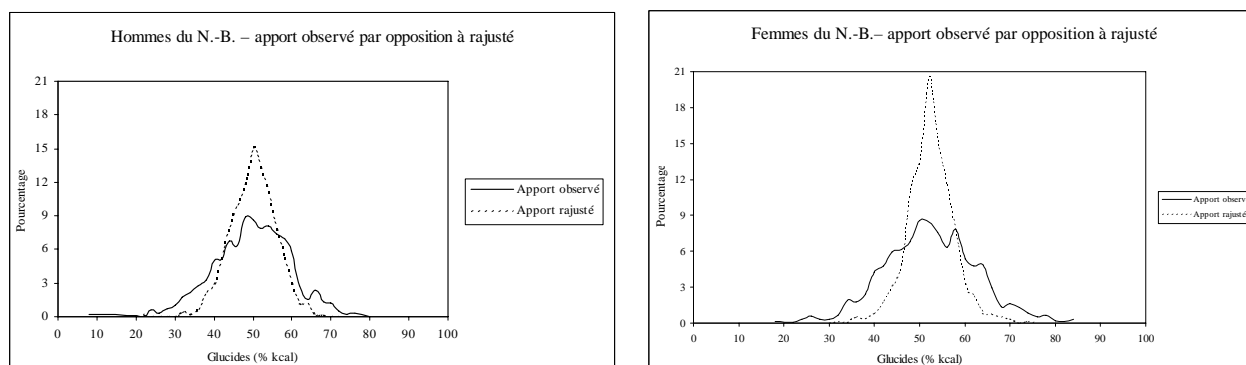 Hommes du N.-B. – apport observé par opposition à rajusté
21
18
15
12
9
6
3
0
Pourcentage
0 10 20 30 40 50 60 70 80 90 100
Glucides (% kcal)
Apport observé
Apport rajusté
Femmes du N.-B.– apport observé par opposition à rajusté
21
18
15
12
9
6
3
0
Pourcentage
0 10 20 30 40 50 60 70 80 90 100
Glucides (% kcal)
Apport observé
Apport rajusté